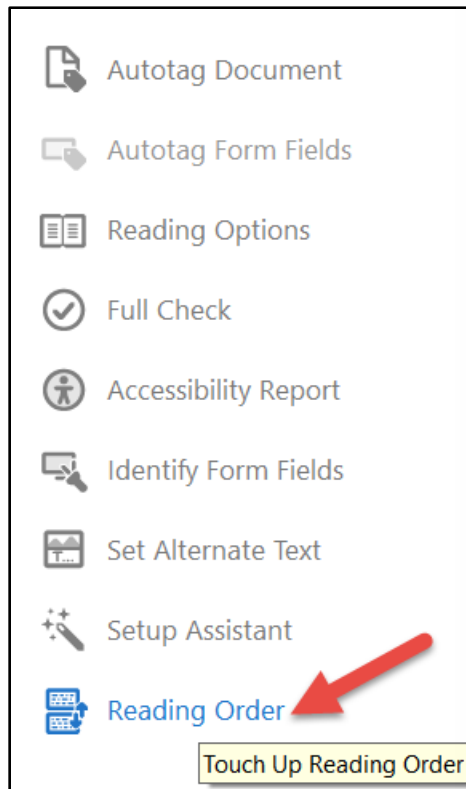 Autotag Document
Autotag Form Fields
Reading Options
Full Check
Accessibility Report
Identify Form Fields
T...
Set Alternate Text
Setup Assistant
Reading Order
Touch Up Reading Order